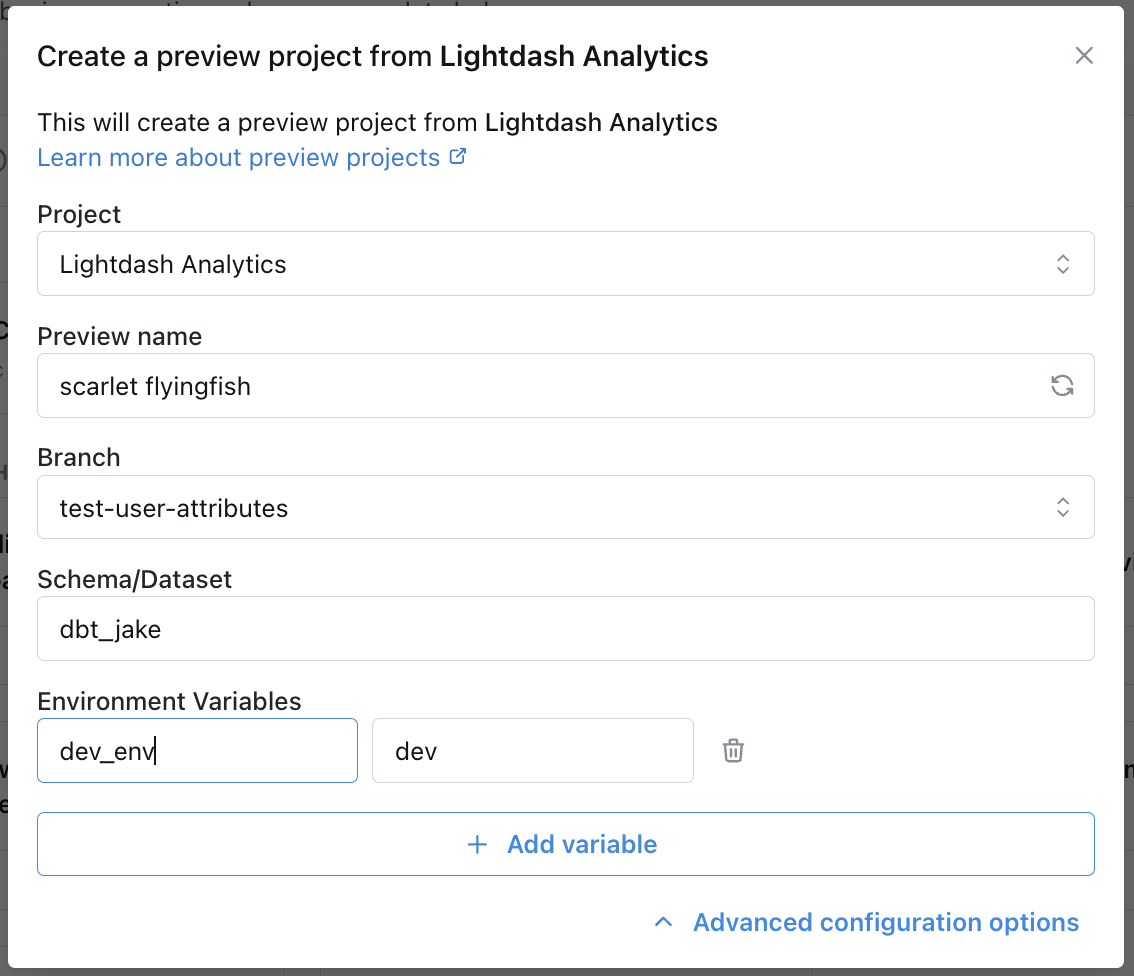 Create a preview project from Lightdash Analytics
This will create a preview project from Lightdash Analytics
Learn more about preview projects
Project
Lightdash Analytics
Preview name
scarlet flyingfish
Branch
test-user-attributes
Schema/Dataset
dbt_jake
Environment Variables
dev_env dev
Add variable
Advanced configuration options